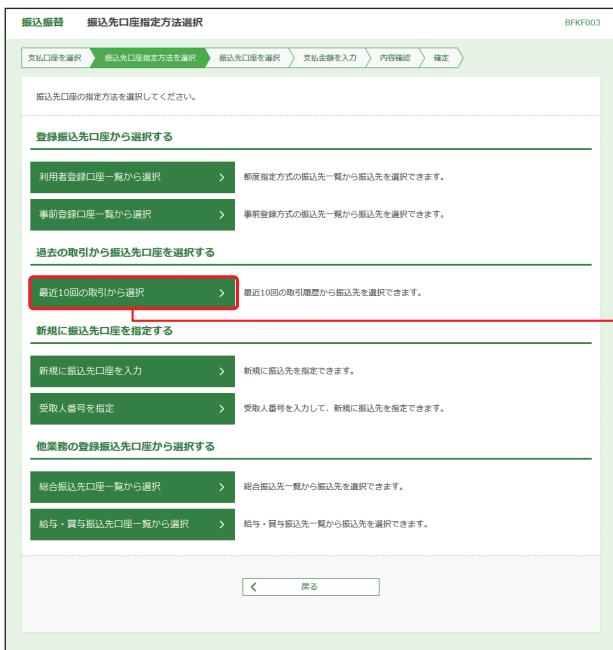 振込振替 振込先口座指定方法選択 BFKF003
支払口座を選択 振込先口座指定方法を選択 振込先口座を選択 支払金額を入力 内容確認 確定
振込先口座の指定方法を選択してください。
登録振込先口座から選択する
利用者登録口座一覧から選択 都度指定方式の振込先一覧から振込先を選択できます。
事前登録口座一覧から選択 事前登録方式の振込先一覧から振込先を選択できます。
過去の取引から振込先口座を選択する
最近10回の取引から選択 最近10回の取引履歴から振込先を選択できます。
新規に振込先口座を指定する
新規に振込先口座を入力 新規に振込先を指定できます。
受取人番号を指定 受取人番号を入力して、新規に振込先を指定できます。
他業務の登録振込先口座から選択する
総合振込先口座一覧から選択 総合振込先一覧から振込先を選択できます。
給与・賞与振込先口座一覧から選択 給与・賞与振込先一覧から振込先を選択できます。
戻る